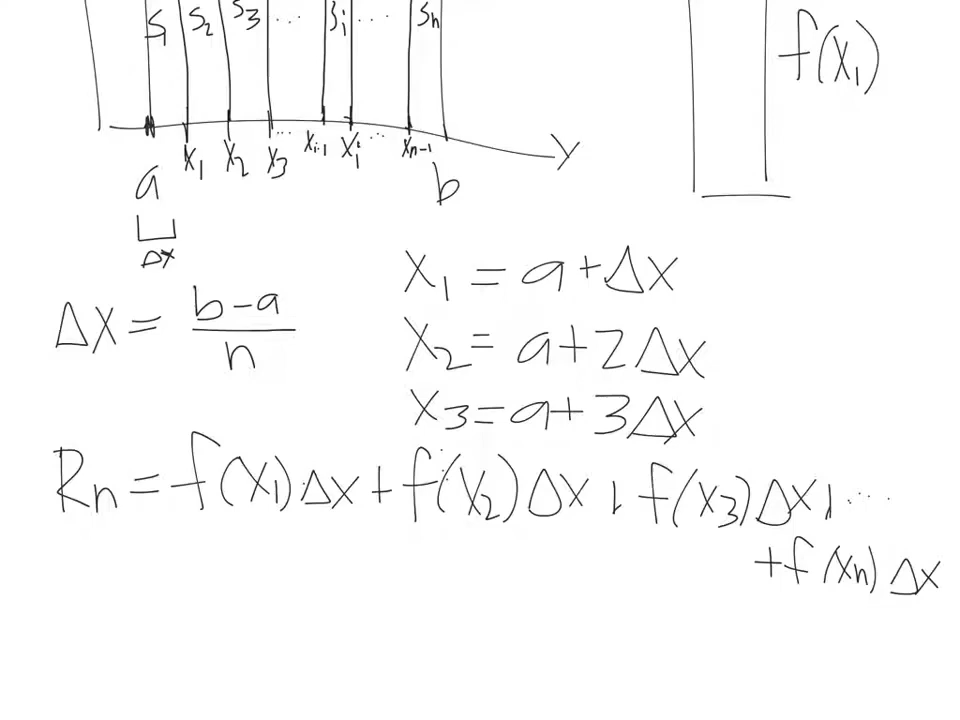 S1 S2 S3 ... Si ... Sn
f(x1)
x1 x2 x3 ... xi-1 xi ... xn-1 y
a b
Δx
x1 = a + Δx
Δx = b-a / n
x2 = a + 2Δx
x3 = a + 3Δx
Rn = f(x1) Δx + f(x2) Δx + f(x3) Δx + ...
+ f(xn) Δx